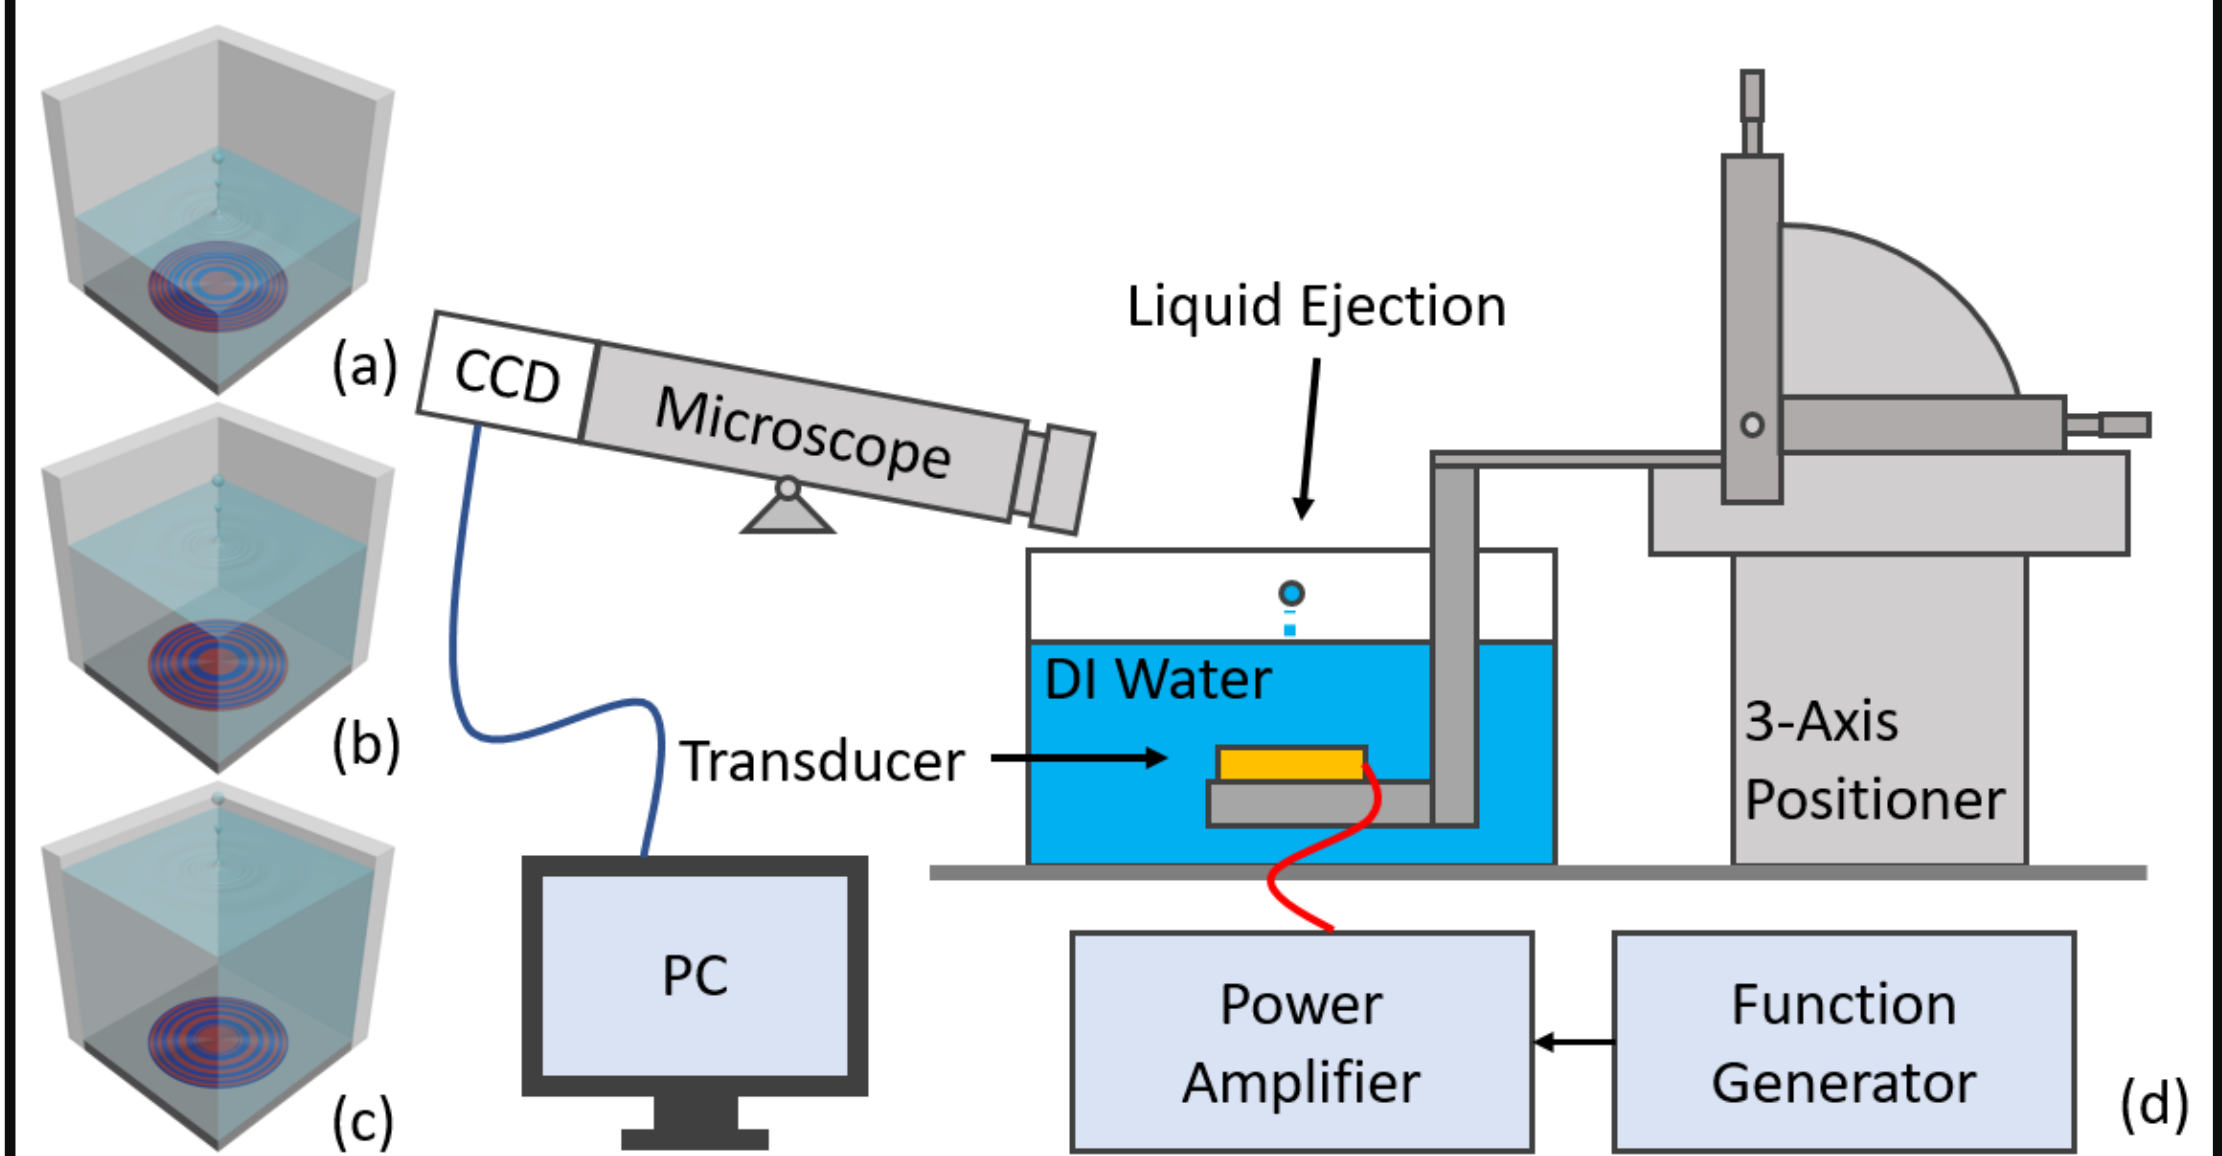 (a)
(b)
(c)
CCD
Microscope
Liquid Ejection
DI Water
Transducer
3-Axis
Positioner
PC
Power
Amplifier
Function
Generator
(d)